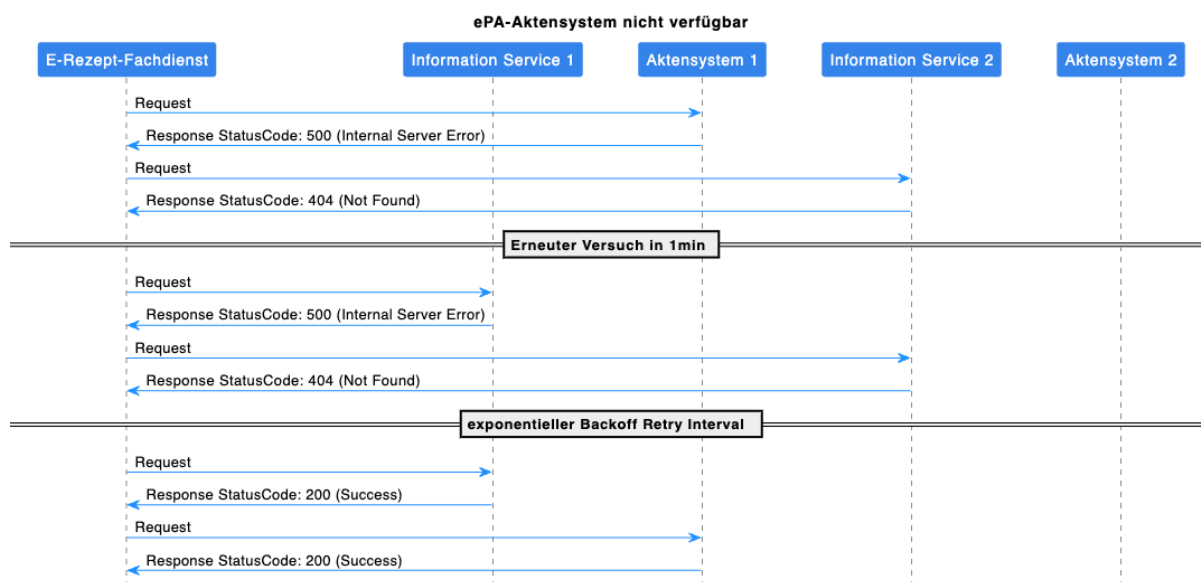 ePA-Aktensystem nicht verfügbar
E-Rezept-Fachdienst Information Service 1 Aktensystem 1 Information Service 2 Aktensystem 2
Request
Response StatusCode: 500 (Internal Server Error)
Request
Response StatusCode: 404 (Not Found)
Erneuter Versuch in 1min
Request
Response StatusCode: 500 (Internal Server Error)
Request
Response StatusCode: 404 (Not Found)
exponentieller Backoff Retry Interval
Request
Response StatusCode: 200 (Success)
Request
Response StatusCode: 200 (Success)